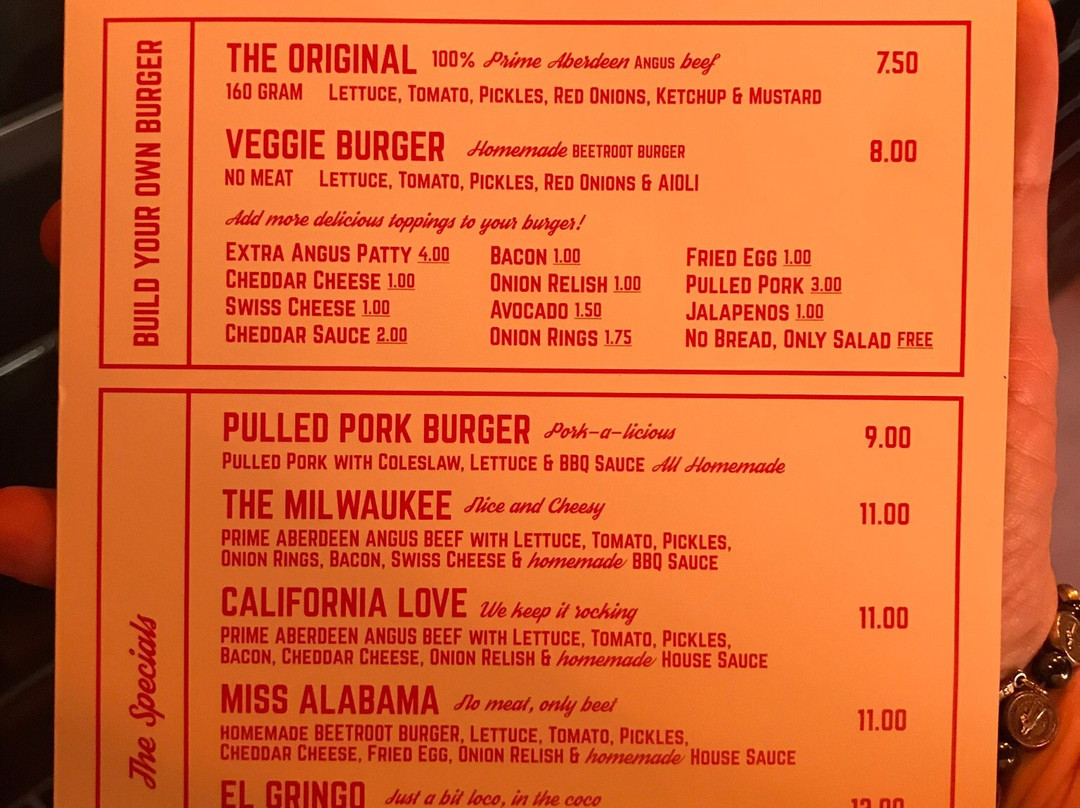 BUILD YOUR OWN BURGER
THE ORIGINAL 100% Prime Aberdeen ANGUS beef 7.50
160 GRAM LETTUCE, TOMATO, PICKLES, RED ONIONS, KETCHUP & MUSTARD
VEGGIE BURGER Homemade BEETROOT BURGER 8.00
NO MEAT LETTUCE, TOMATO, PICKLES, RED ONIONS & AIOLI
Add more delicious toppings to your burger!
EXTRA ANGUS PATTY 4.00 BACON 1.00 FRIED EGG 1.00
CHEDDAR CHEESE 1.00 ONION RELISH 1.00 PULLED PORK 3.00
SWISS CHEESE 1.00 AVOCADO 1.50 JALAPENOS 1.00
CHEDDAR SAUCE 2.00 ONION RINGS 1.75 NO BREAD, ONLY SALAD FREE
The Specials
PULLED PORK BURGER Pork-a-licious 9.00
PULLED PORK WITH COLESLAW, LETTUCE & BBQ SAUCE All Homemade
THE MILWAUKEE Nice and Cheesy 11.00
PRIME ABERDEEN ANGUS BEEF WITH LETTUCE, TOMATO, PICKLES,
ONION RINGS, BACON, SWISS CHEESE & homemade BBQ SAUCE
CALIFORNIA LOVE We keep it rocking 11.00
PRIME ABERDEEN ANGUS BEEF WITH LETTUCE, TOMATO, PICKLES,
BACON, CHEDDAR CHEESE, ONION RELISH & homemade HOUSE SAUCE
MISS ALABAMA No meat, only beet 11.00
HOMEMADE BEETROOT BURGER, LETTUCE, TOMATO, PICKLES,
CHEDDAR CHEESE, FRIED EGG, ONION RELISH & homemade HOUSE SAUCE
EL GRINGO Just a bit loco, in the coco